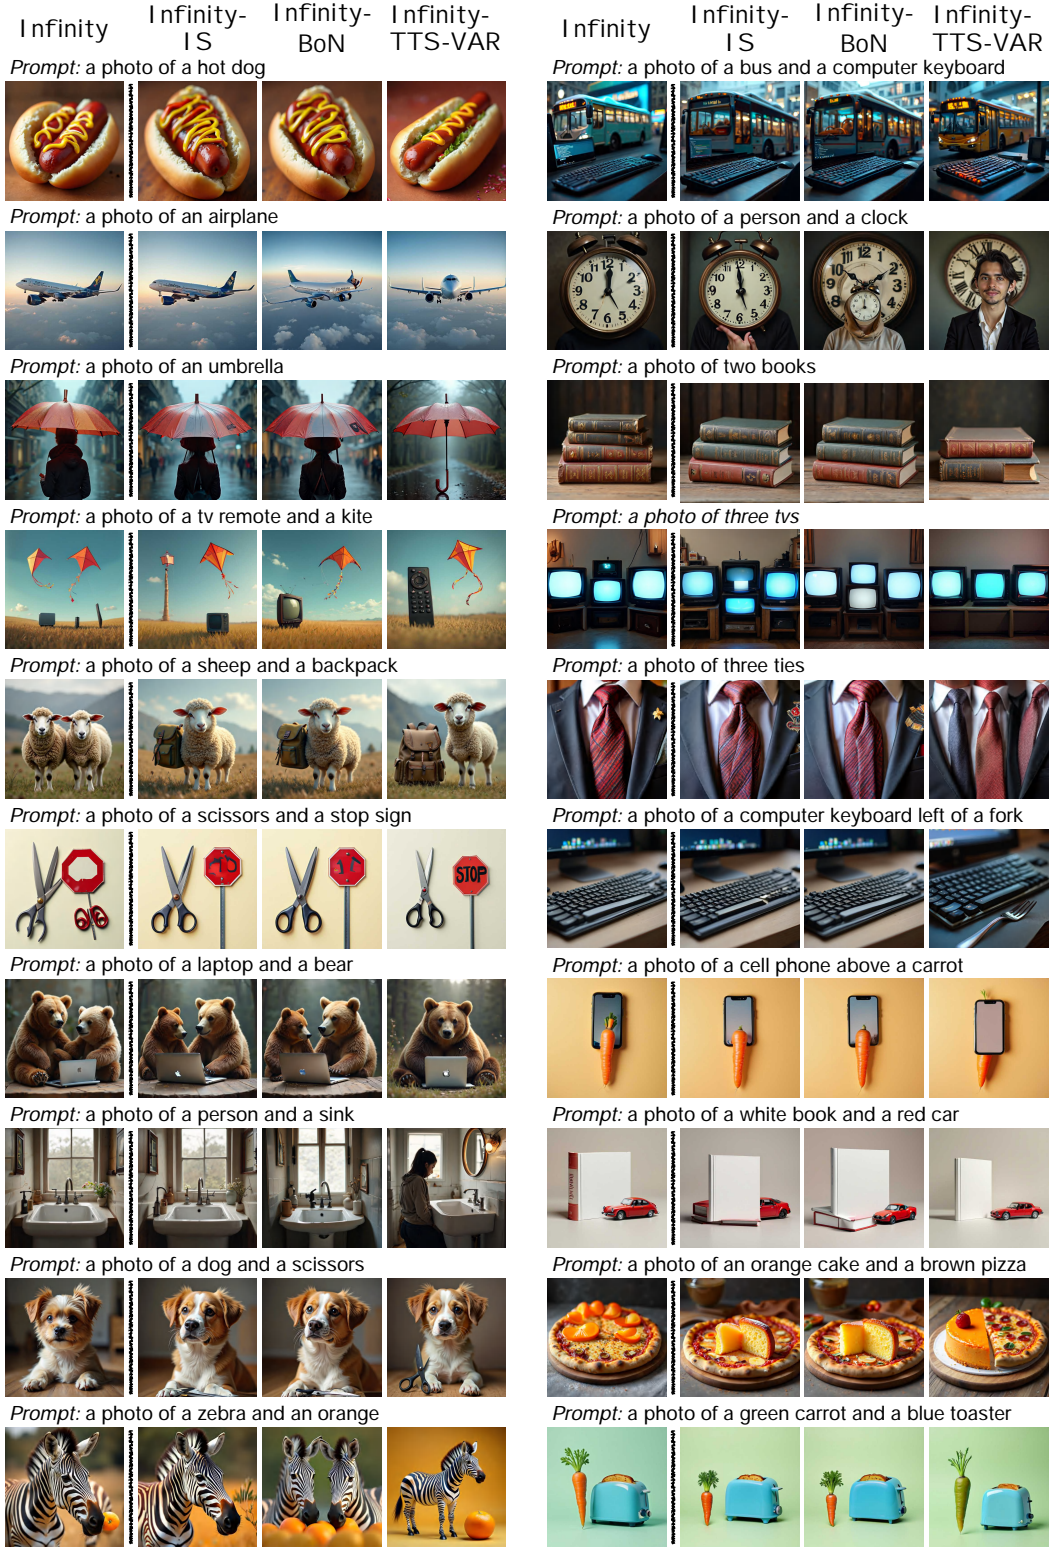 Infinity Infinity-IS Infinity-BoN Infinity-TTS-VAR Infinity Infinity-IS Infinity-BoN Infinity-TTS-VAR
Prompt: a photo of a hot dog
Prompt: a photo of a bus and a computer keyboard
Prompt: a photo of an airplane
Prompt: a photo of a person and a clock
Prompt: a photo of an umbrella
Prompt: a photo of two books
Prompt: a photo of a tv remote and a kite
Prompt: a photo of three tvs
Prompt: a photo of a sheep and a backpack
Prompt: a photo of three ties
Prompt: a photo of a scissors and a stop sign
Prompt: a photo of a computer keyboard left of a fork
STOP
Prompt: a photo of a laptop and a bear
Prompt: a photo of a cell phone above a carrot
Prompt: a photo of a person and a sink
Prompt: a photo of a white book and a red car
Prompt: a photo of a dog and a scissors
Prompt: a photo of an orange cake and a brown pizza
Prompt: a photo of a zebra and an orange
Prompt: a photo of a green carrot and a blue toaster